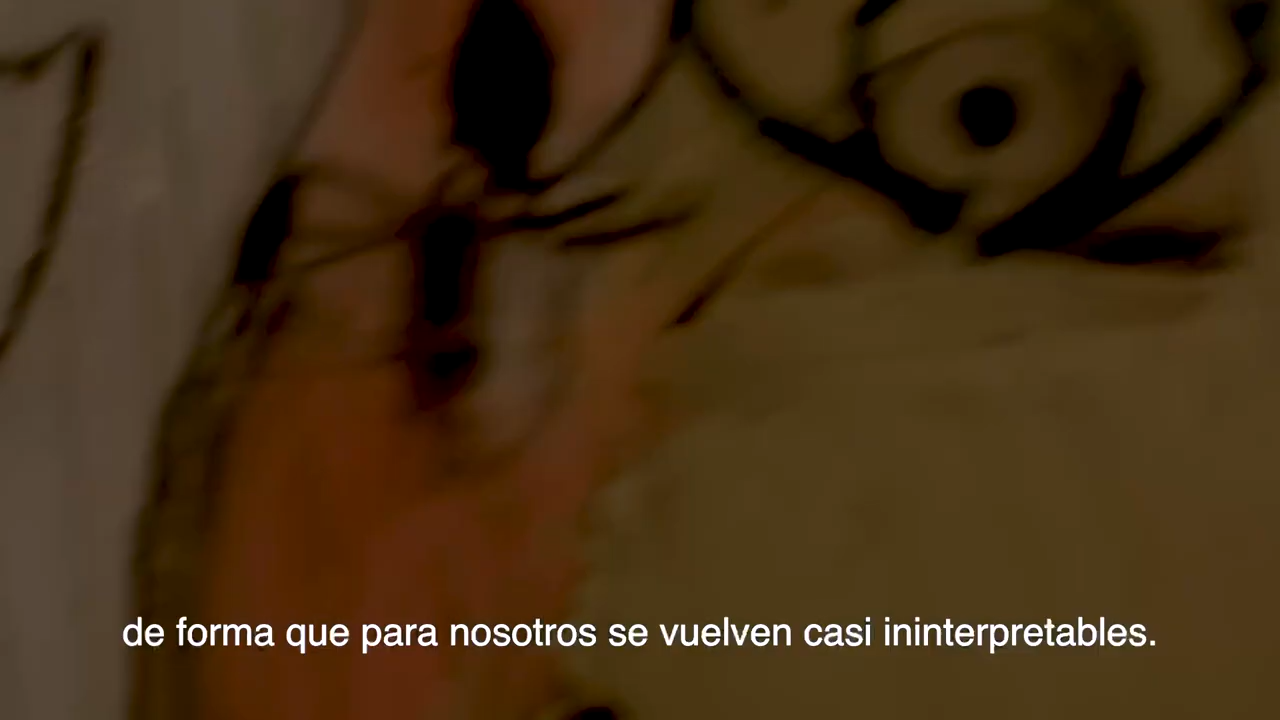 de forma que para nosotros se vuelven casi ininterpretables.